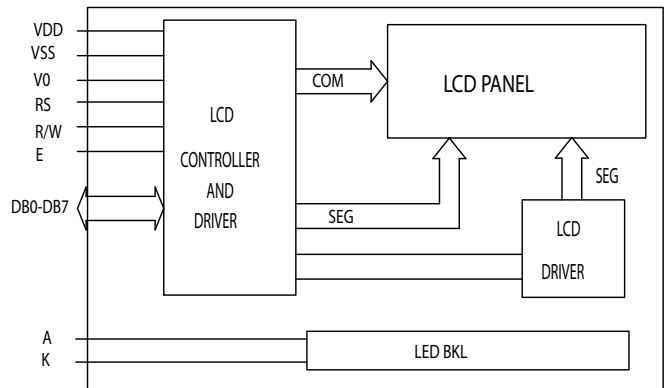 VDD
VSS
V0
RS
R/W
E
DB0-DB7
A
K
LCD
CONTROLLER
AND
DRIVER
COM
SEG
LCD PANEL
SEG
LCD
DRIVER
LED BKL